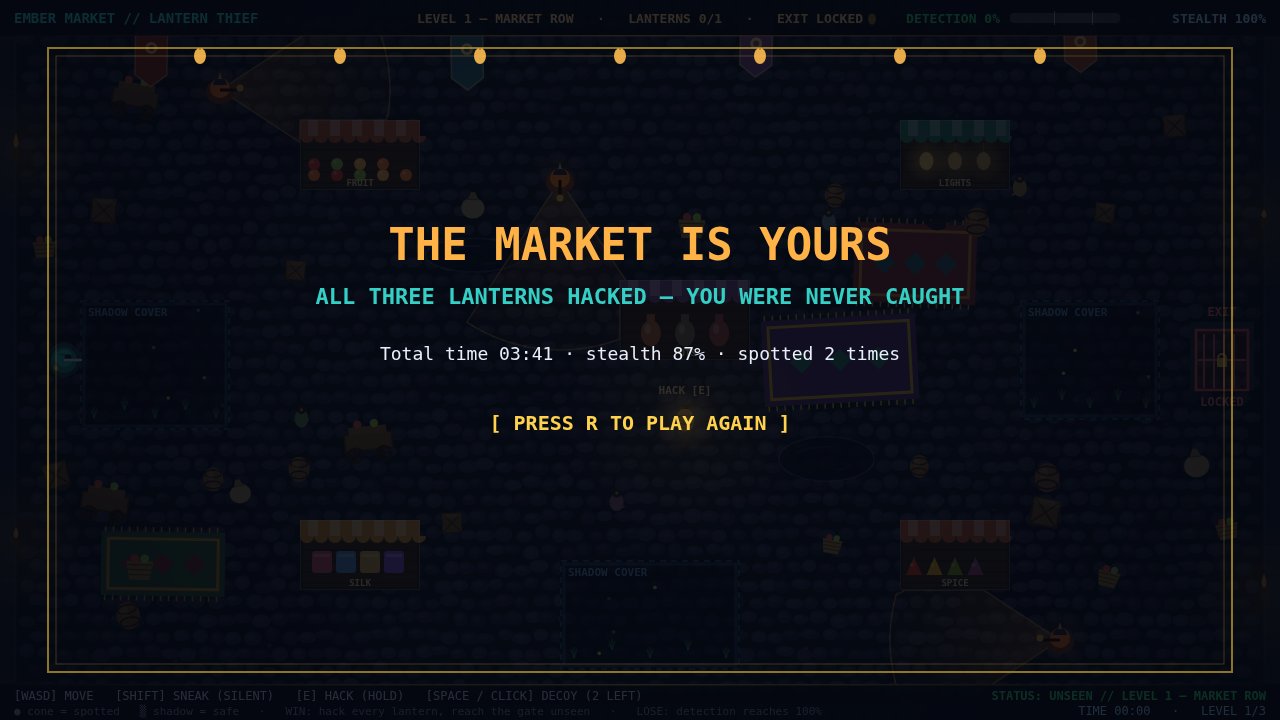 EMBER MARKET // LANTERN THIEF
LEVEL 1 — MARKET ROW · LANTERNS 0/1 · EXIT LOCKED
DETECTION 0%
STEALTH 100%
FRUIT
LIGHTS
THE MARKET IS YOURS
ALL THREE LANTERNS HACKED — YOU WERE NEVER CAUGHT
SHADOW COVER
SHADOW COVER
EXIT
Total time 03:41 · stealth 87% · spotted 2 times
HACK [E]
LOCKED
[ PRESS R TO PLAY AGAIN ]
SILK
SHADOW COVER
SPICE
[WASD] MOVE [SHIFT] SNEAK (SILENT) [E] HACK (HOLD) [SPACE / CLICK] DECOY (2 LEFT)
STATUS: UNSEEN // LEVEL 1 — MARKET ROW
● cone = spotted ▒ shadow = safe · WIN: hack every lantern, reach the gate unseen · LOSE: detection reaches 100%
TIME 00:00 · LEVEL 1/3